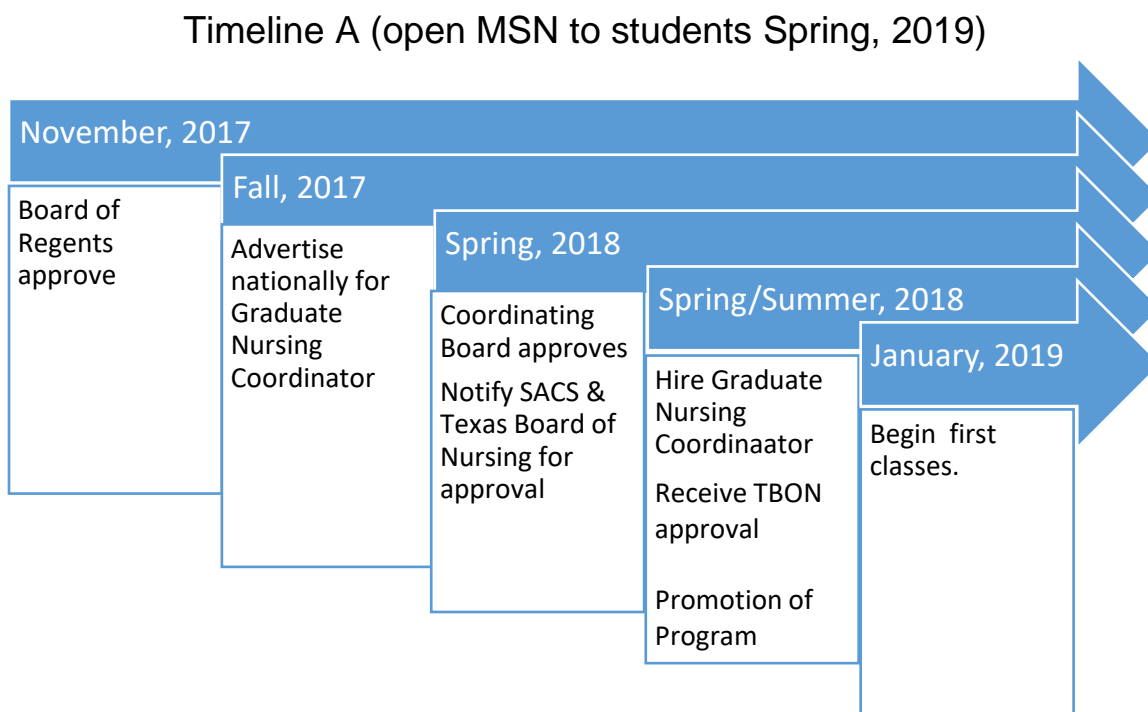 Timeline A (open MSN to students Spring, 2019)
November, 2017
Board of
Regents
approve
Fall, 2017
Advertise
nationally for
Graduate
Nursing
Coordinator
Spring, 2018
Coordinating
Board approves
Notify SACS &
Texas Board of
Nursing for
approval
Spring/Summer, 2018
Hire Graduate
Nursing
Coordinaator
Receive TBON
approval
Promotion of
Program
January, 2019
Begin first
classes.